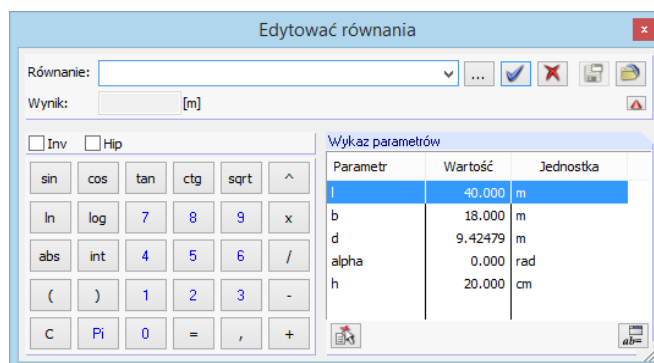 Edytować równania
x
Równanie:
...
Wynik: [m]
Inv Hip
sin cos tan ctg sqrt ^
ln log 7 8 9 x
abs int 4 5 6 /
( ) 1 2 3 -
C Pi 0 = , +
Wykaz parametrów
Parametr Wartość Jednostka
l 40.000 m
b 18.000 m
d 9.42479 m
alpha 0.000 rad
h 20.000 cm
ab=